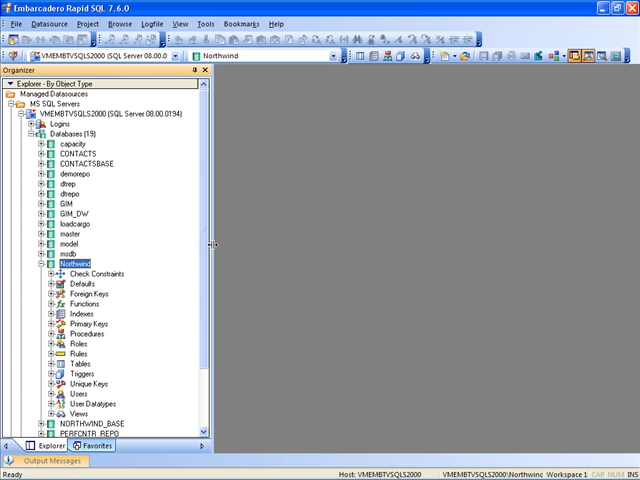 Embarcadero Rapid SQL 7.6.0
File Datasource Project Browse Logfile View Tools Bookmarks Help
VMEMBTVSQLS2000 (SQL Server 08.00.0 Northwind
Organizer
Explorer - By Object Type
Managed Datasources
MS SQL Servers
VMEMBTVSQLS2000 (SQL Server 08.00.0194)
Logins
Databases (19)
capacity
CONTACTS
CONTACTSBASE
demorepo
dtrep
dtrepo
GIM
GIM_DW
loadcargo
master
model
msdb
Northwind
Check Constraints
Defaults
Foreign Keys
Functions
Indexes
Primary Keys
Procedures
Roles
Rules
Tables
Triggers
Unique Keys
Users
User Datatypes
Views
NORTHWIND_BASE
PERFCNTR_REPO
Explorer Favorites
Output Messages
Ready Host: VMEMBTVSQLS2000 VMEMBTVSQLS2000\Northwinc Workspace 1 CAP NUM INS